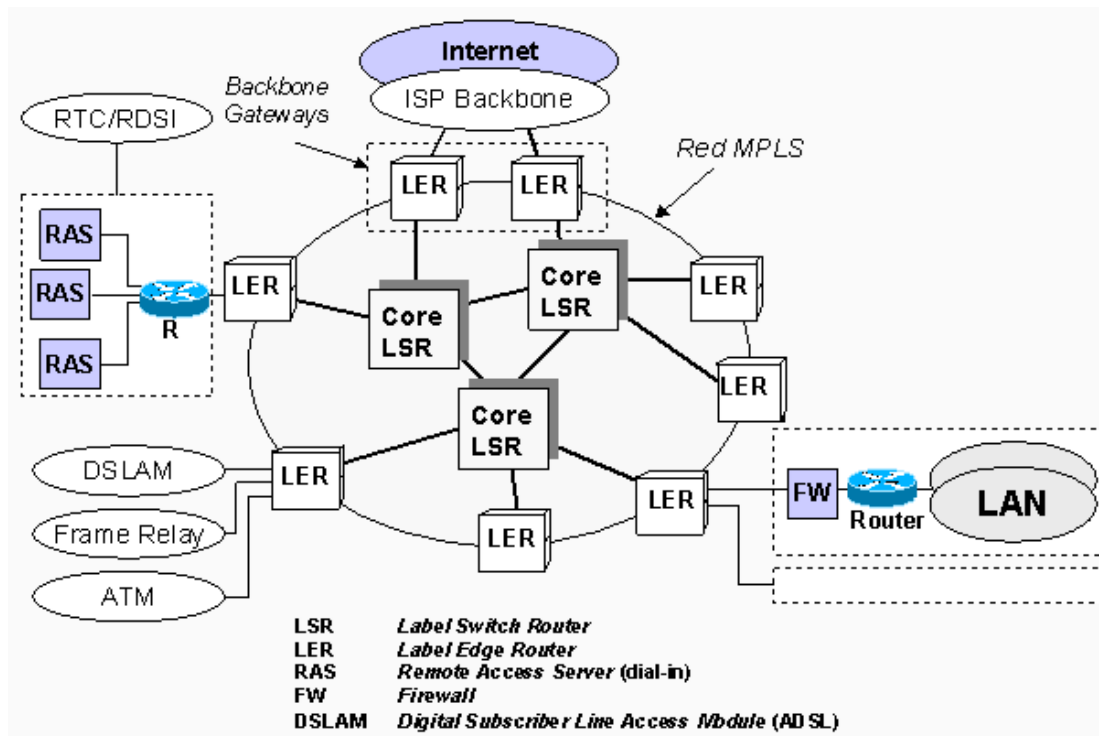 Internet
ISP Backbone
Backbone
Gateways
RTC/RDSI
Red MPLS
LER
LER
RAS
RAS
RAS
R
LER
Core
LSR
Core
LSR
LER
LER
Core
LSR
DSLAM
Frame Relay
ATM
LER
LER
LER
FW
Router
LAN
LSR Label Switch Router
LER Label Edge Router
RAS Remote Access Server (dial-in)
FW Firewall
DSLAM Digital Subscriber Line Access Module (ADSL)